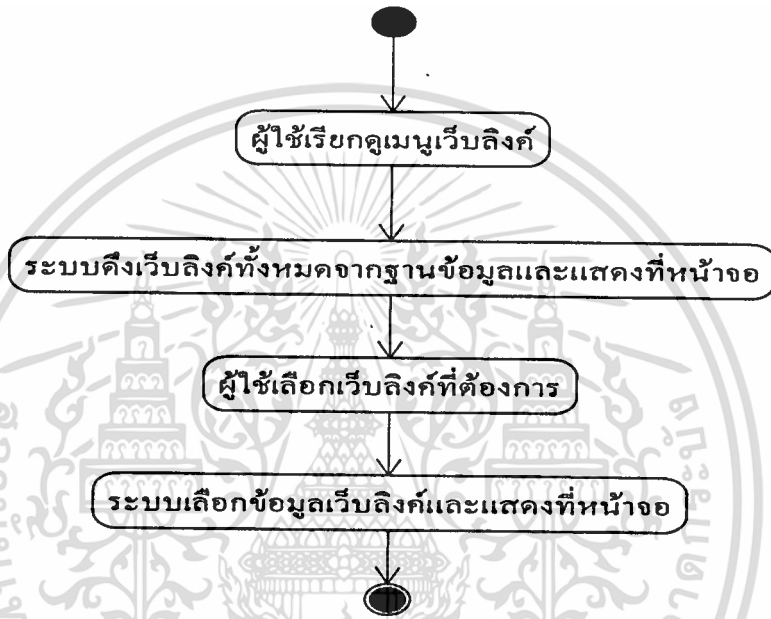 ผู้ใช้เรียกดูเมนูเว็บลิงค์
ระบบดึงเว็บลิงค์ทั้งหมดจากฐานข้อมูลและแสดงที่หน้าจอ
ผู้ใช้เลือกเว็บลิงค์ที่ต้องการ
ระบบเลือกข้อมูลเว็บลิงค์และแสดงที่หน้าจอ